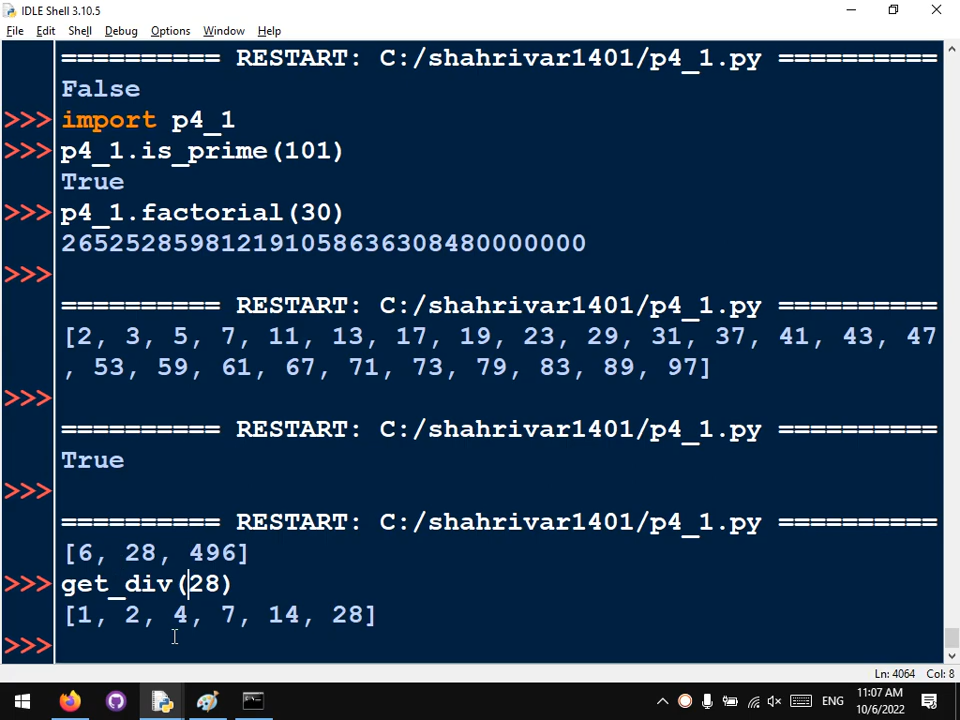 IDLE Shell 3.10.5
File Edit Shell Debug Options Window Help
========== RESTART: C:/shahrivar1401/p4_1.py ==========
False
>>> import p4_1
>>> p4_1.is_prime(101)
True
>>> p4_1.factorial(30)
265252859812191058636308480000000
>>>
========== RESTART: C:/shahrivar1401/p4_1.py ==========
[2, 3, 5, 7, 11, 13, 17, 19, 23, 29, 31, 37, 41, 43, 47
, 53, 59, 61, 67, 71, 73, 79, 83, 89, 97]
>>>
========== RESTART: C:/shahrivar1401/p4_1.py ==========
True
>>>
========== RESTART: C:/shahrivar1401/p4_1.py ==========
[6, 28, 496]
>>> get_div(28)
[1, 2, 4, 7, 14, 28]
>>>
Ln: 4064 Col: 8
ENG
11:07 AM
10/6/2022